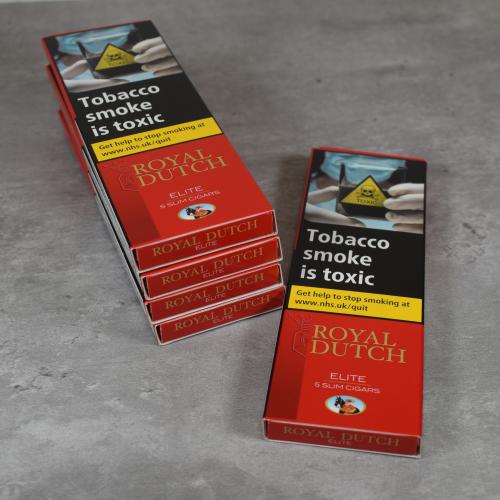 Tobacco
smoke
is toxic
Get help to stop smoking at
www.nhs.uk/quit
ROYAL
DUTCH
ELITE
5 SLIM CIGARS
ROYAL DUTCH
ELITE
ROYAL DUTCH
ELITE
ROYAL DUTCH
ELITE
ROYAL DUTCH
ELITE
TOXIC
Tobacco
smoke
is toxic
Get help to stop smoking at
www.nhs.uk/quit
ROYAL
DUTCH
ELITE
5 SLIM CIGARS
ROYAL DUTCH
ELITE